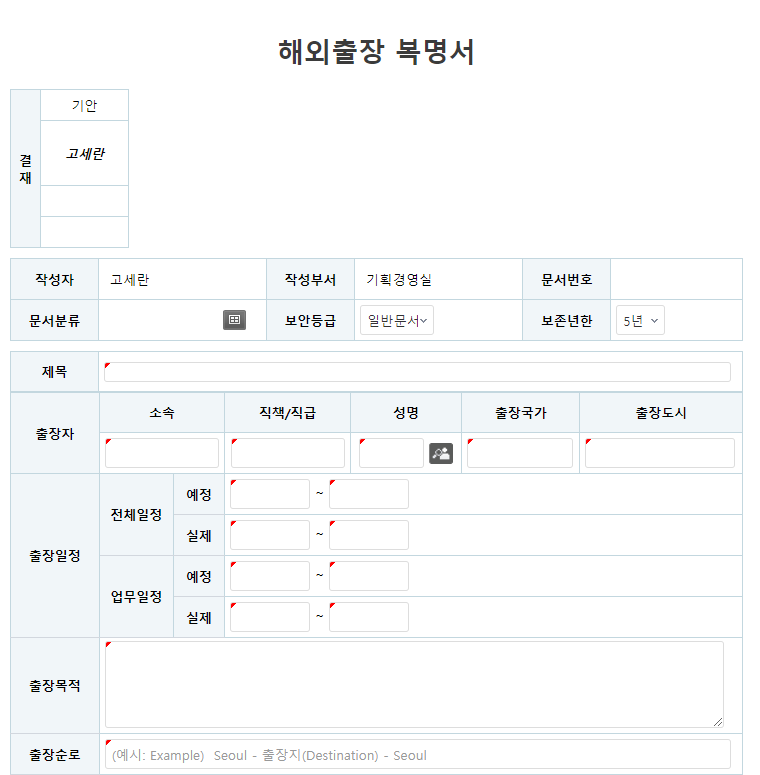 해외출장 복명서
결재
기안
고세란
작성자 고세란 작성부서 기획경영실 문서번호
문서분류 보안등급 일반문서 보존년한 5년
제목
출장자 소속 직책/직급 성명 출장국가 출장도시
출장일정 전체일정 예정 ~
실제 ~
업무일정 예정 ~
실제 ~
출장목적
출장순로 (예시: Example) Seoul - 출장지(Destination) - Seoul